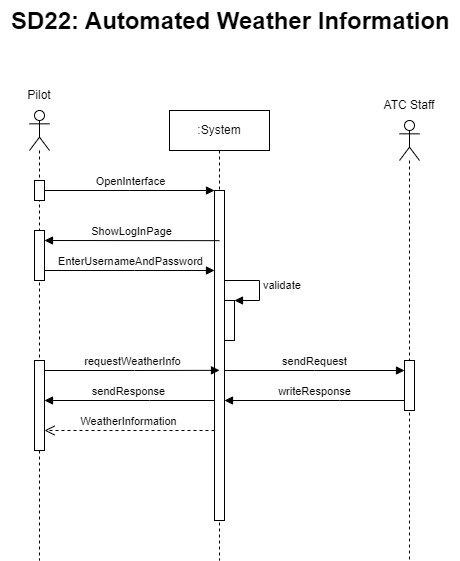 SD22: Automated Weather Information
Pilot
ATC Staff
:System
OpenInterface
ShowLogInPage
EnterUsernameAndPassword
validate
requestWeatherInfo
sendRequest
sendResponse
writeResponse
WeatherInformation